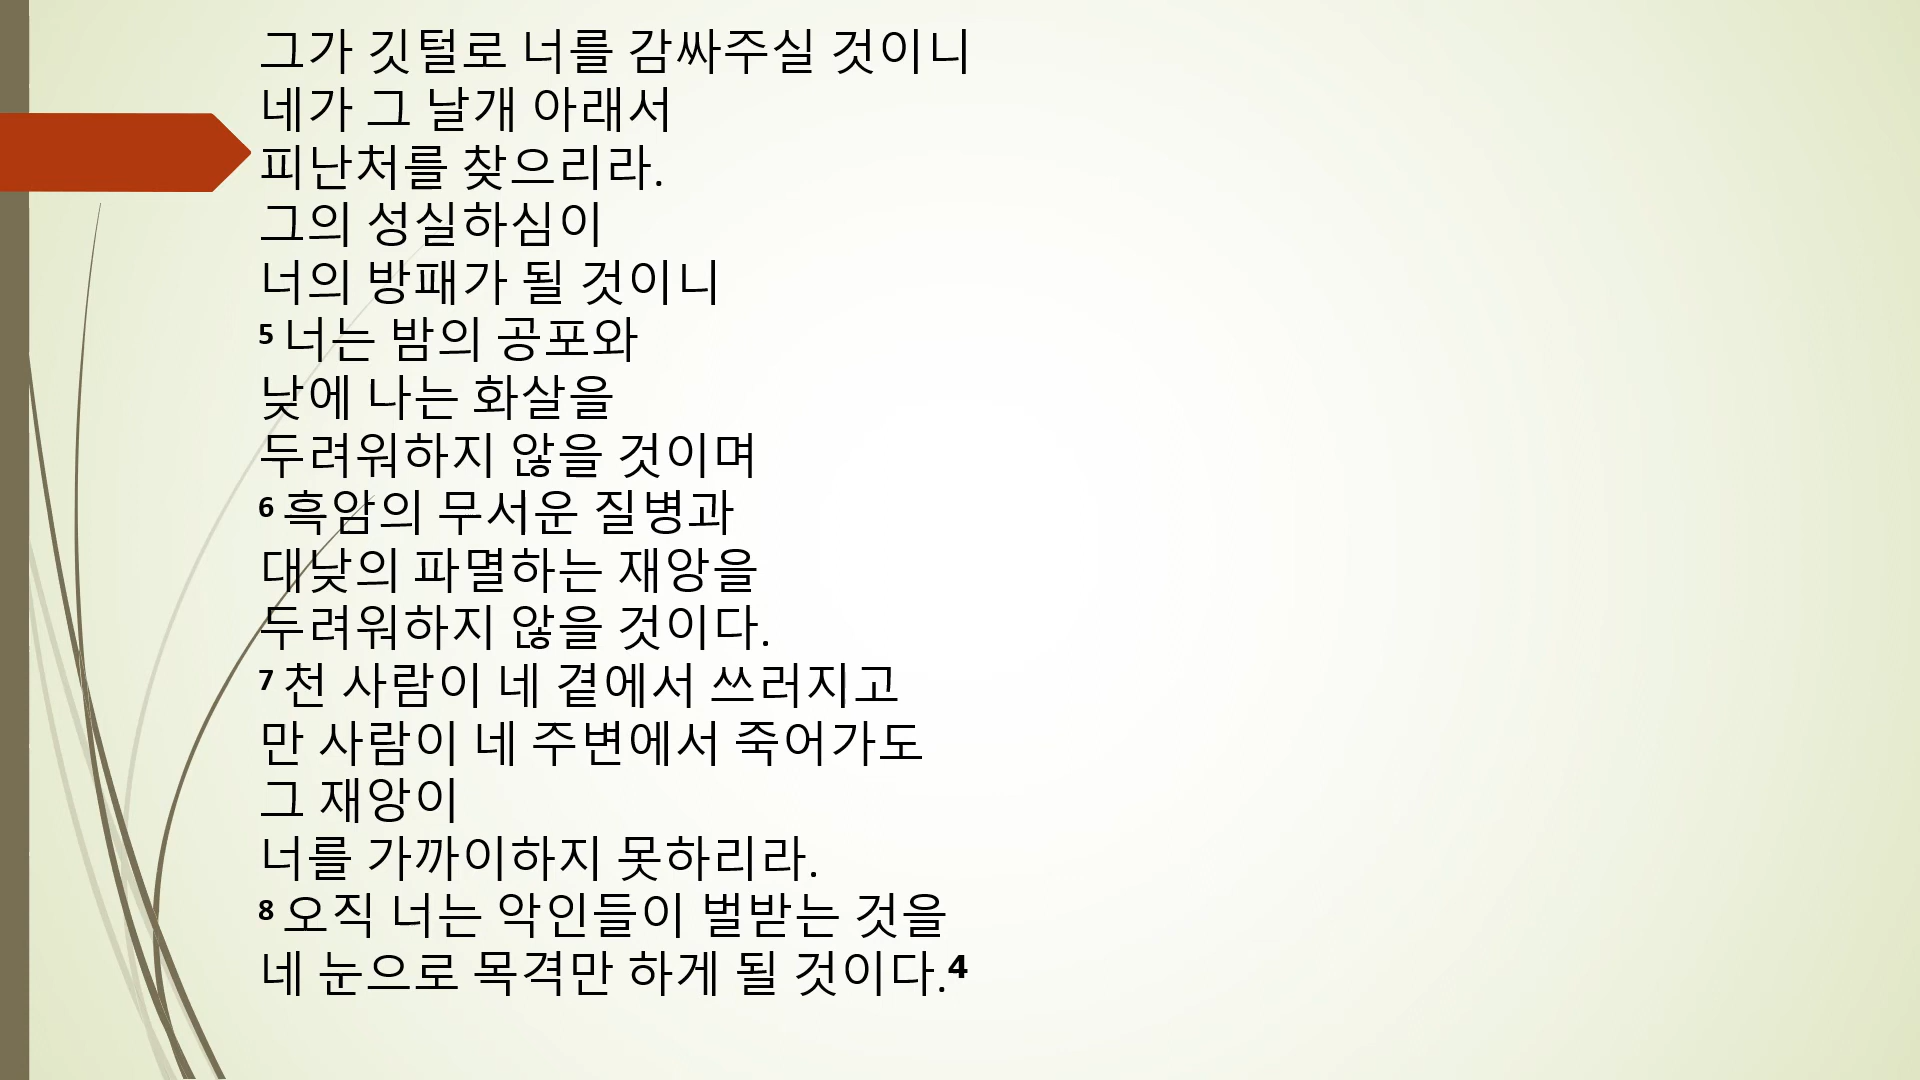 그가 깃털로 너를 감싸주실 것이니
네가 그 날개 아래서
피난처를 찾으리라.
그의 성실하심이
너의 방패가 될 것이니
5 너는 밤의 공포와
낮에 나는 화살을
두려워하지 않을 것이며
6 흑암의 무서운 질병과
대낮의 파멸하는 재앙을
두려워하지 않을 것이다.
7 천 사람이 네 곁에서 쓰러지고
만 사람이 네 주변에서 죽어가도
그 재앙이
너를 가까이하지 못하리라.
8 오직 너는 악인들이 벌받는 것을
네 눈으로 목격만 하게 될 것이다.4